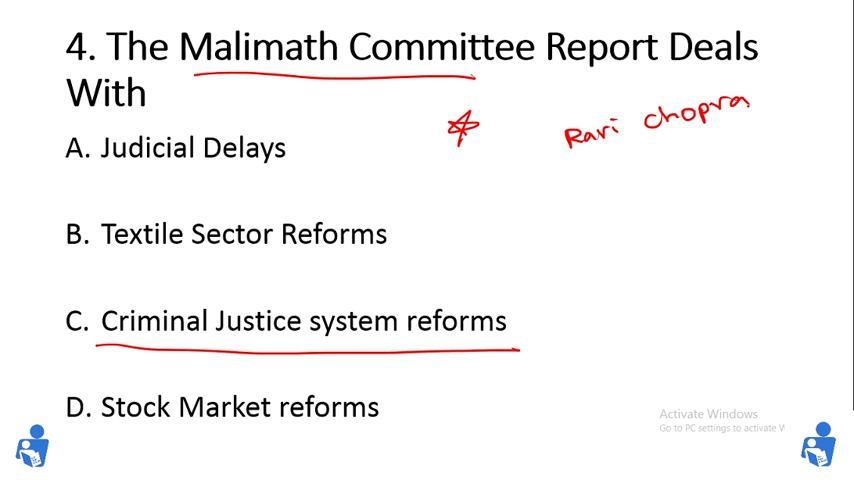 4. The Malimath Committee Report Deals
With
Ravi Chopra
A. Judicial Delays
B. Textile Sector Reforms
C. Criminal Justice system reforms
D. Stock Market reforms
Activate Windows
Go to PC settings to activate W